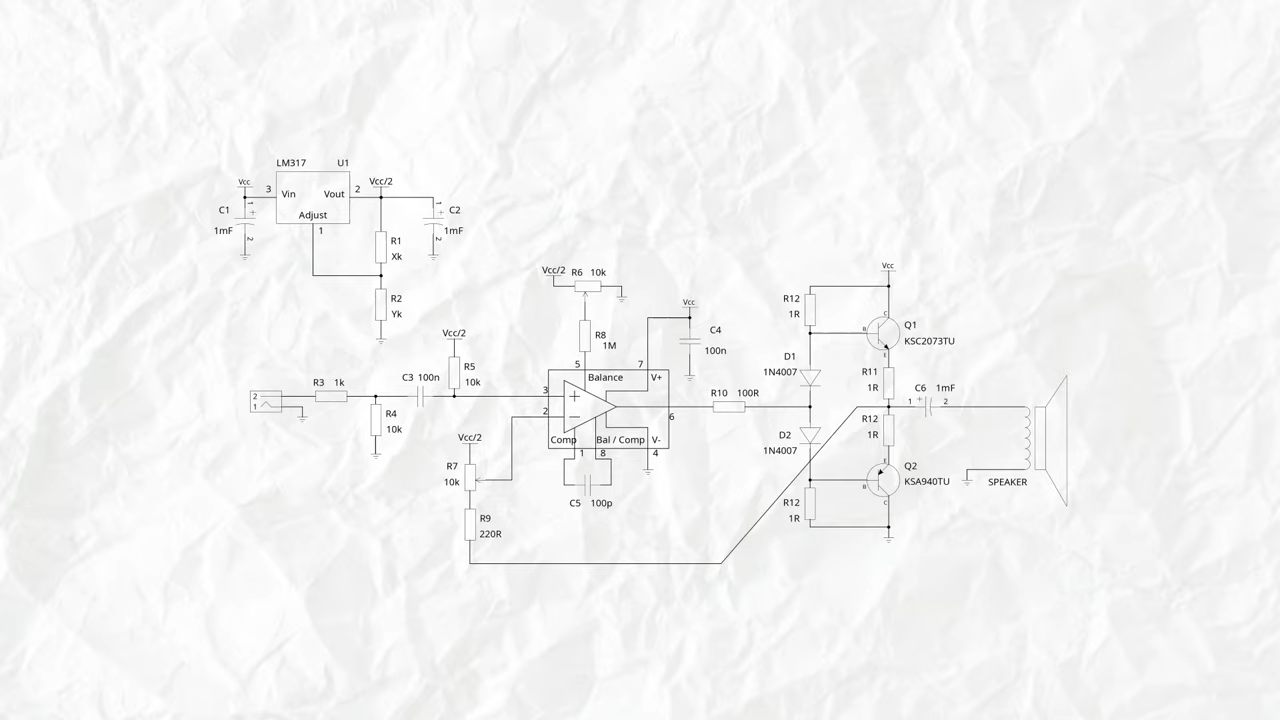 LM317 U1
Vcc
3 Vin Vout 2
Vcc/2
Adjust
1
C1
1mF
1
+
2
C2
1mF
1
+
2
R1
Xk
R2
Yk
Vcc/2
R5
10k
2
1
R3 1k
R4
10k
C3 100n
Vcc/2
R6 10k
R8
1M
Vcc
C4
100n
5
7
Balance
V+
3
2
6
Comp
Bal / Comp
V-
1
8
4
C5 100p
Vcc/2
R7
10k
R9
220R
R10 100R
Vcc
R12
1R
D1
1N4007
D2
1N4007
R12
1R
C
B
E
Q1
KSC2073TU
R11
1R
R12
1R
E
B
C
Q2
KSA940TU
C6 1mF
1 + 2
SPEAKER